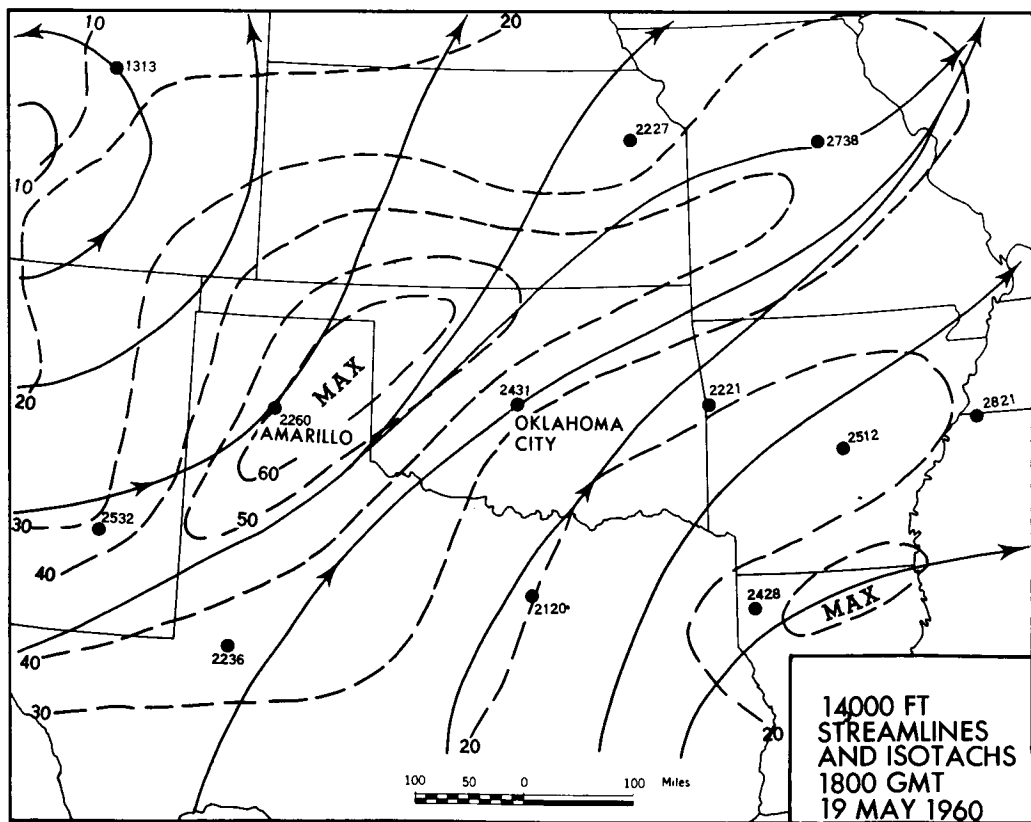 10
20
1313
2227
2738
10
MAX
20
2260
AMARILLO
2431
OKLAHOMA
CITY
2221
2821
2512
60
50
30
2532
40
2120
2428
MAX
40
2236
30
20
20
14000 FT
STREAMLINES
AND ISOTACHS
1800 GMT
19 MAY 1960
100 50 0 100 Miles